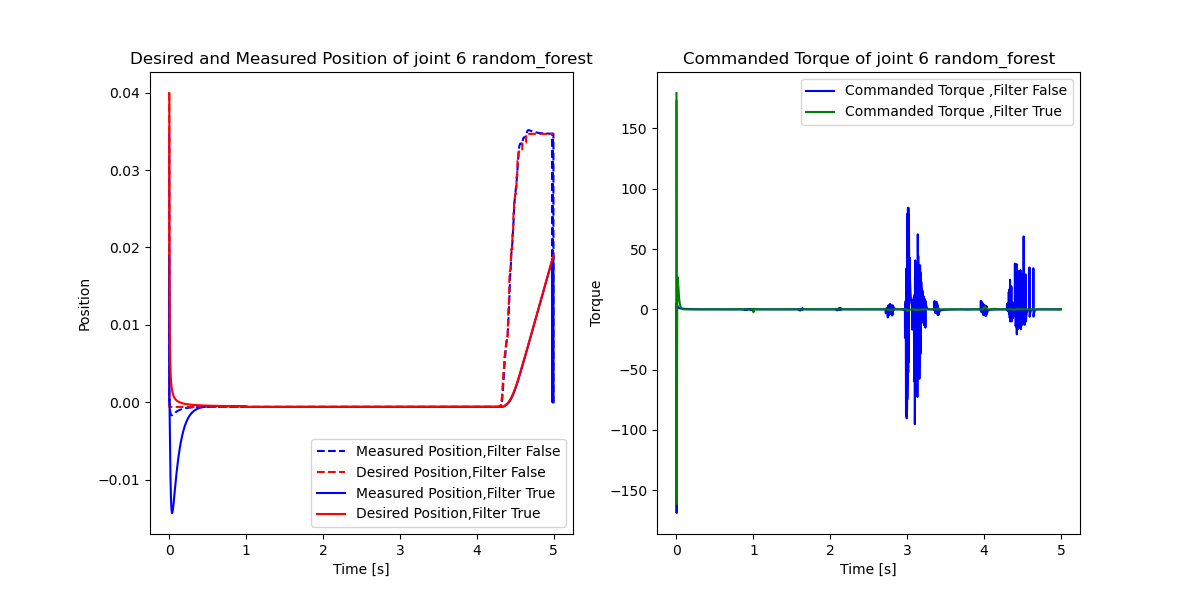 Desired and Measured Position of joint 6 random_forest
Position
0.04
0.03
0.02
0.01
0.00
−0.01
0
1
2
3
4
5
Time [s]
Measured Position,Filter False
Desired Position,Filter False
Measured Position,Filter True
Desired Position,Filter True
Commanded Torque of joint 6 random_forest
Torque
150
100
50
0
−50
−100
−150
0
1
2
3
4
5
Time [s]
Commanded Torque ,Filter False
Commanded Torque ,Filter True